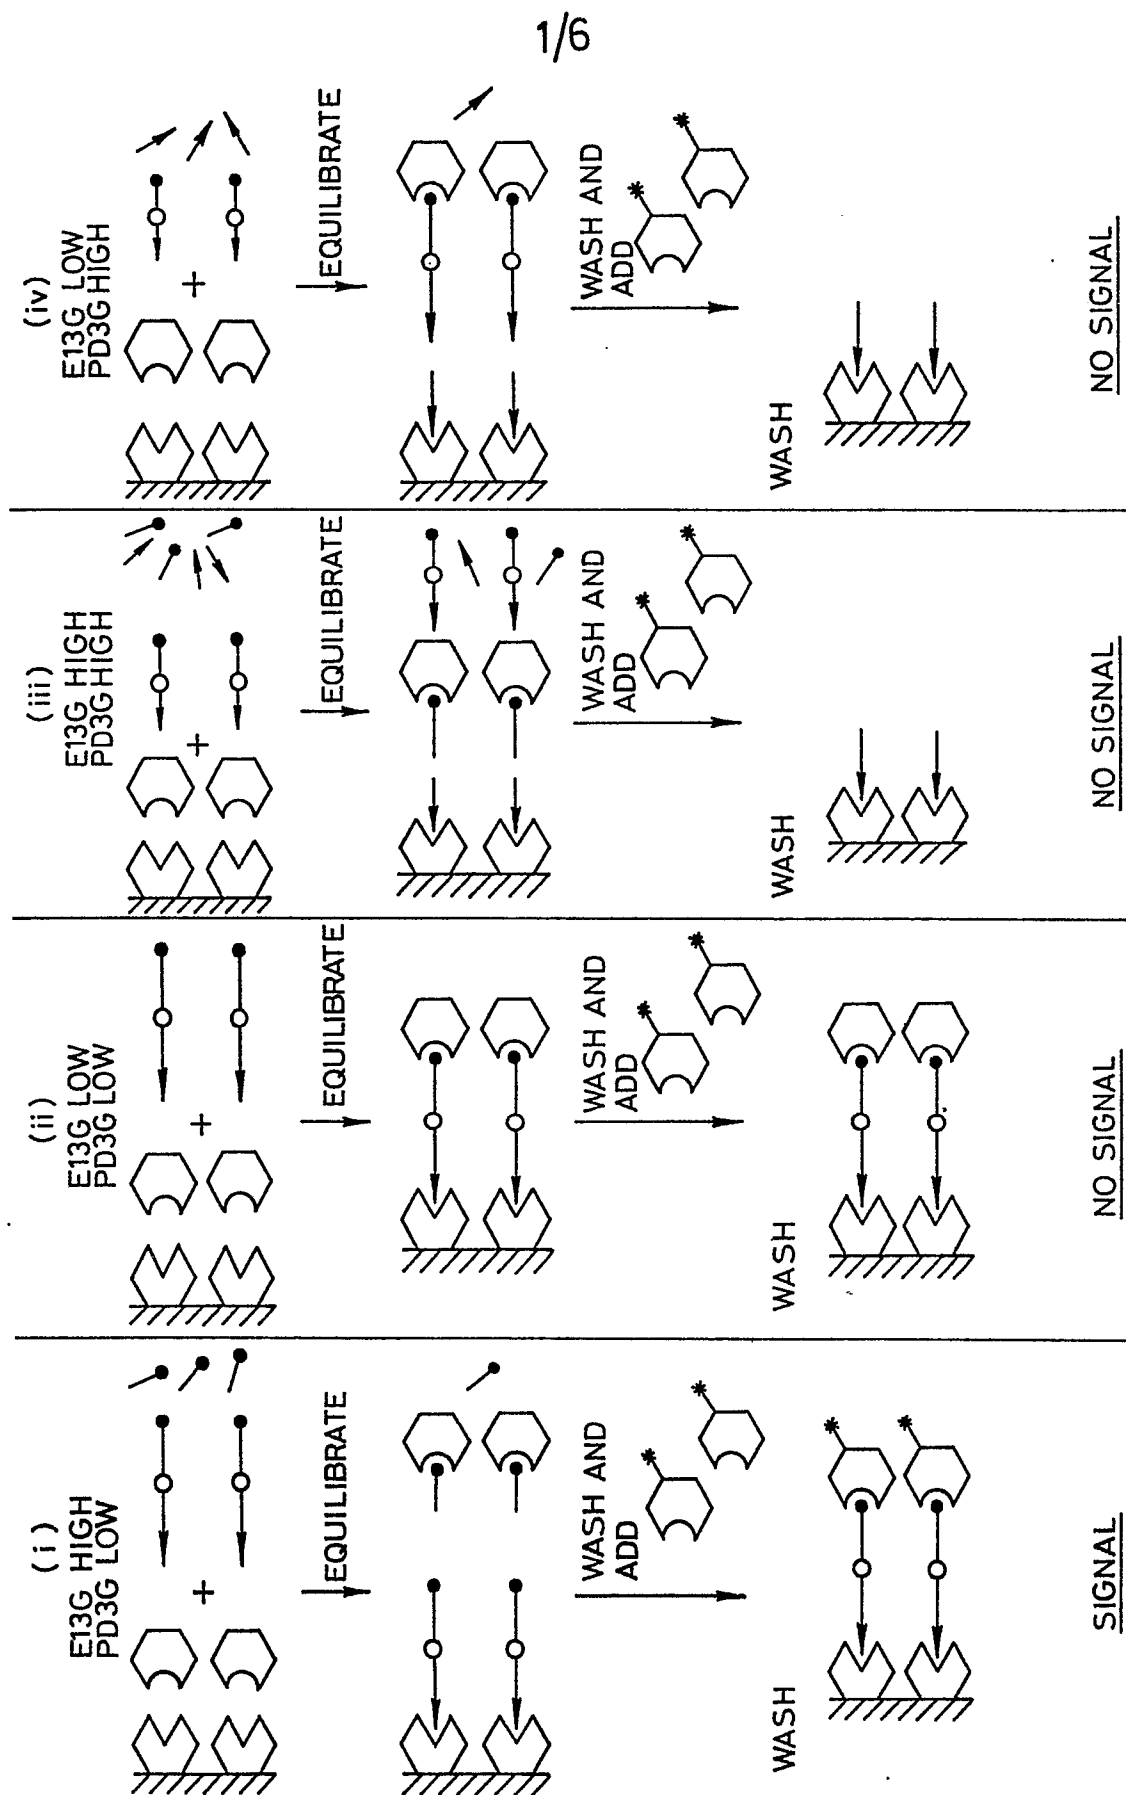 1/6
(i)
E13G HIGH
PD3G LOW
+
EQUILIBRATE
WASH AND
ADD
*
*
WASH
*
*
SIGNAL
(ii)
E13G LOW
PD3G LOW
+
EQUILIBRATE
WASH AND
ADD
*
*
WASH
NO SIGNAL
(iii)
E13G HIGH
PD3G HIGH
+
EQUILIBRATE
WASH AND
ADD
*
*
WASH
NO SIGNAL
(iv)
E13G LOW
PD3G HIGH
+
EQUILIBRATE
WASH AND
ADD
*
*
WASH
NO SIGNAL